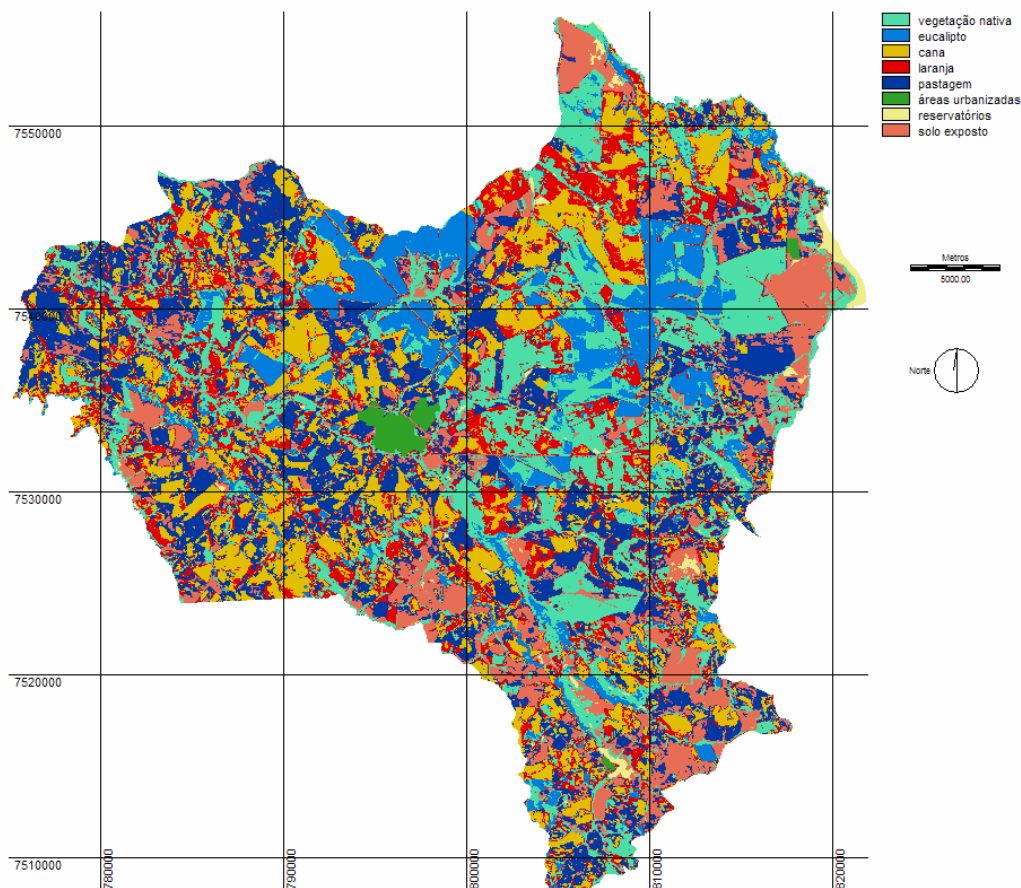 vegetação nativa
eucalipto
cana
laranja
pastagem
áreas urbanizadas
reservatórios
solo exposto
7550000
Metros
5000.00
7540000
Norte
7530000
7520000
7510000
780000
790000
800000
810000
820000